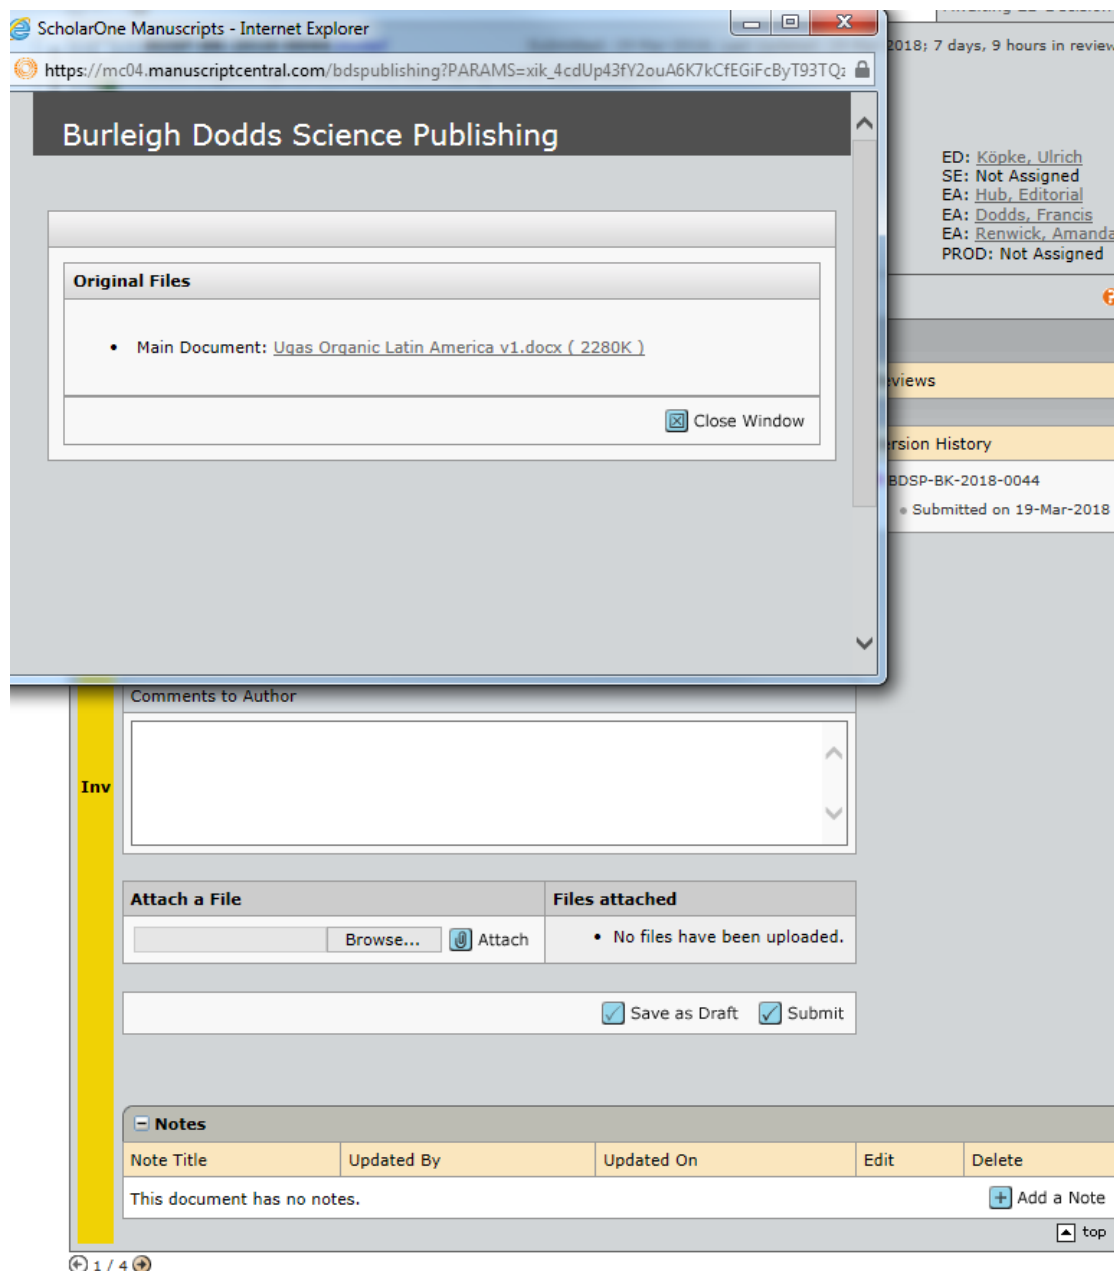 ScholarOne Manuscripts - Internet Explorer
https://mc04.manuscriptcentral.com/bdspublishing?PARAMS=xik_4cdUp43fY2ouA6K7kCfEGiFcByT93TQz
2018; 7 days, 9 hours in review
Burleigh Dodds Science Publishing
ED: Köpke, Ulrich
SE: Not Assigned
EA: Hub, Editorial
EA: Dodds, Francis
EA: Renwick, Amanda
PROD: Not Assigned
Original Files
• Main Document: Ugas Organic Latin America v1.docx ( 2280K )
Close Window
eviews
ersion History
BDSP-BK-2018-0044
Submitted on 19-Mar-2018
Comments to Author
Inv
Attach a File
Files attached
Browse...
Attach
• No files have been uploaded.
Save as Draft
Submit
Notes
Note Title
Updated By
Updated On
Edit
Delete
This document has no notes.
Add a Note
top
1 / 4